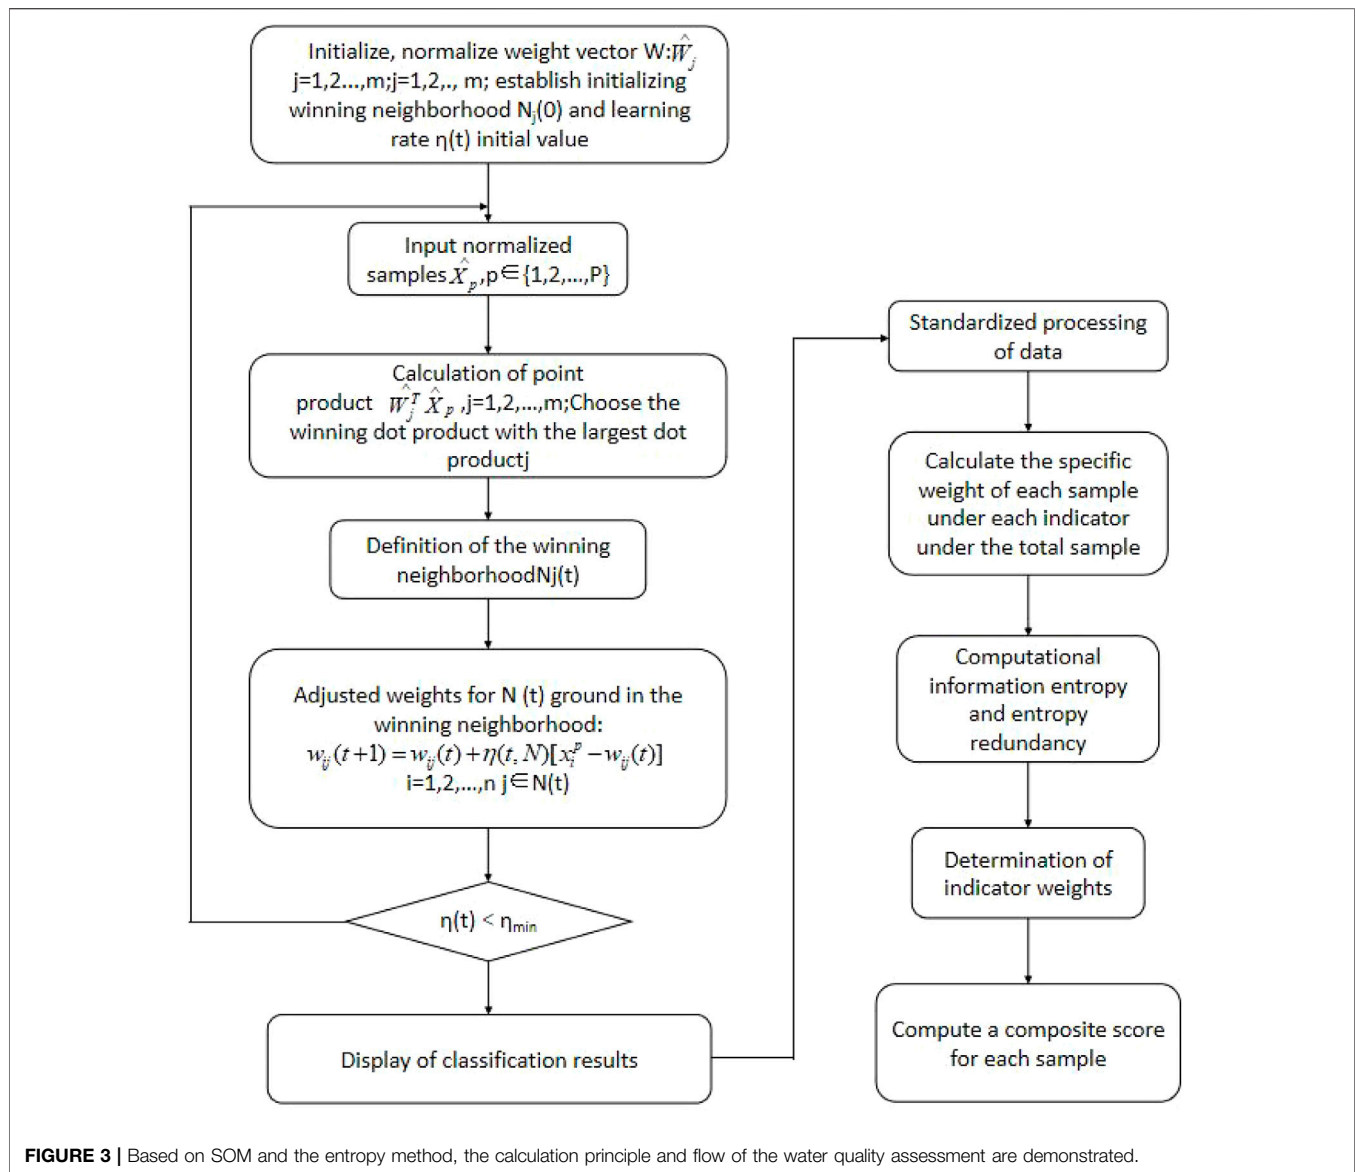 Initialize, normalize weight vector W:Ŵj
j=1,2...,m;j=1,2,., m; establish initializing
winning neighborhood Nj(0) and learning
rate η(t) initial value
Input normalized
samples X̂p,p∈{1,2,...,P}
Calculation of point
product ŴjT X̂p ,j=1,2,...,m;Choose the
winning dot product with the largest dot
productj
Definition of the winning
neighborhoodNj(t)
Adjusted weights for N (t) ground in the
winning neighborhood:
wij(t+1)=wij(t)+η(t,N)[xip−wij(t)]
i=1,2,...,n j∈N(t)
η(t) < ηmin
Display of classification results
Standardized processing
of data
Calculate the specific
weight of each sample
under each indicator
under the total sample
Computational
information entropy
and entropy
redundancy
Determination of
indicator weights
Compute a composite score
for each sample
FIGURE 3 | Based on SOM and the entropy method, the calculation principle and flow of the water quality assessment are demonstrated.